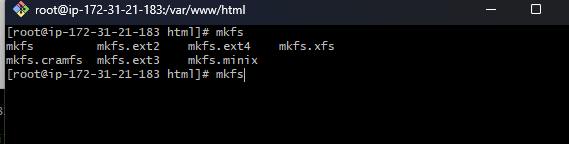 root@ip-172-31-21-183:/var/www/html
[root@ip-172-31-21-183 html]# mkfs
mkfs mkfs.ext2 mkfs.ext4 mkfs.xfs
mkfs.cramfs mkfs.ext3 mkfs.minix
[root@ip-172-31-21-183 html]# mkfs